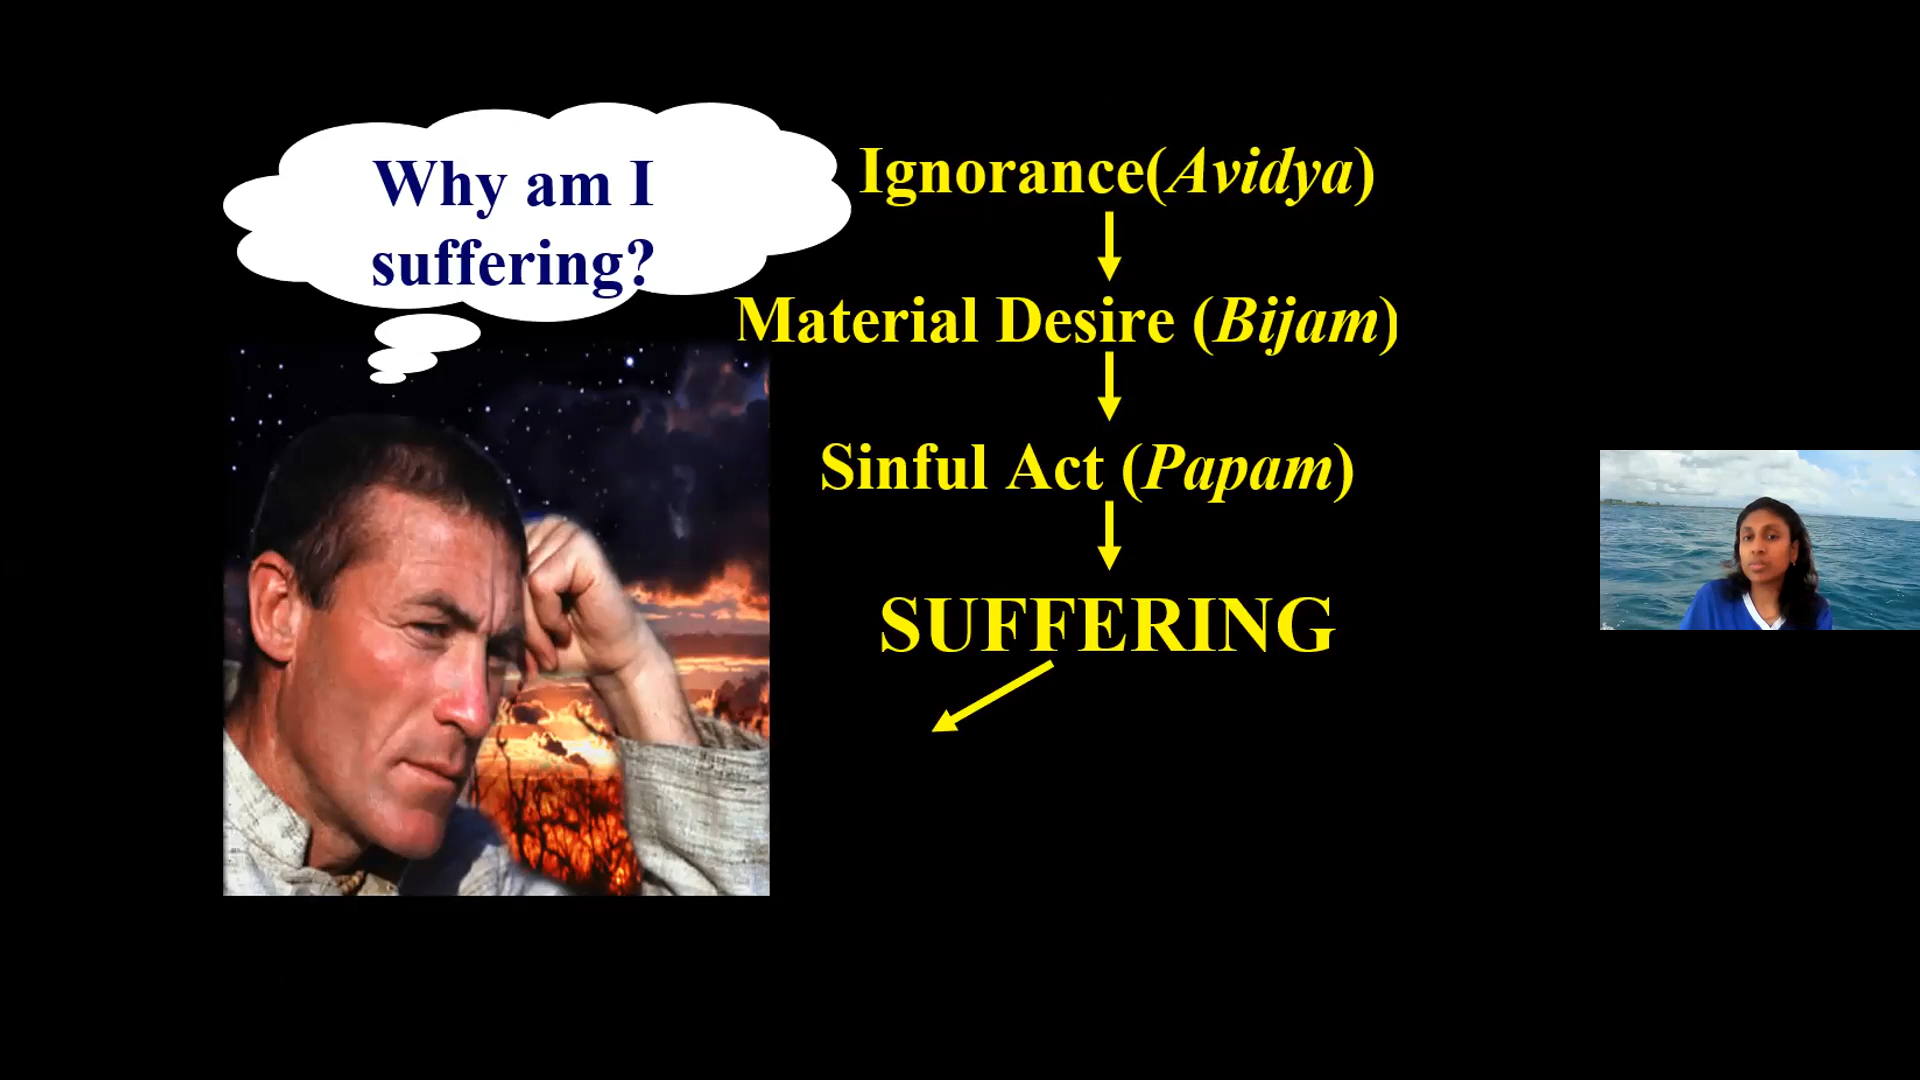 Why am I
suffering?
Ignorance(Avidya)
Material Desire (Bijam)
Sinful Act (Papam)
SUFFERING